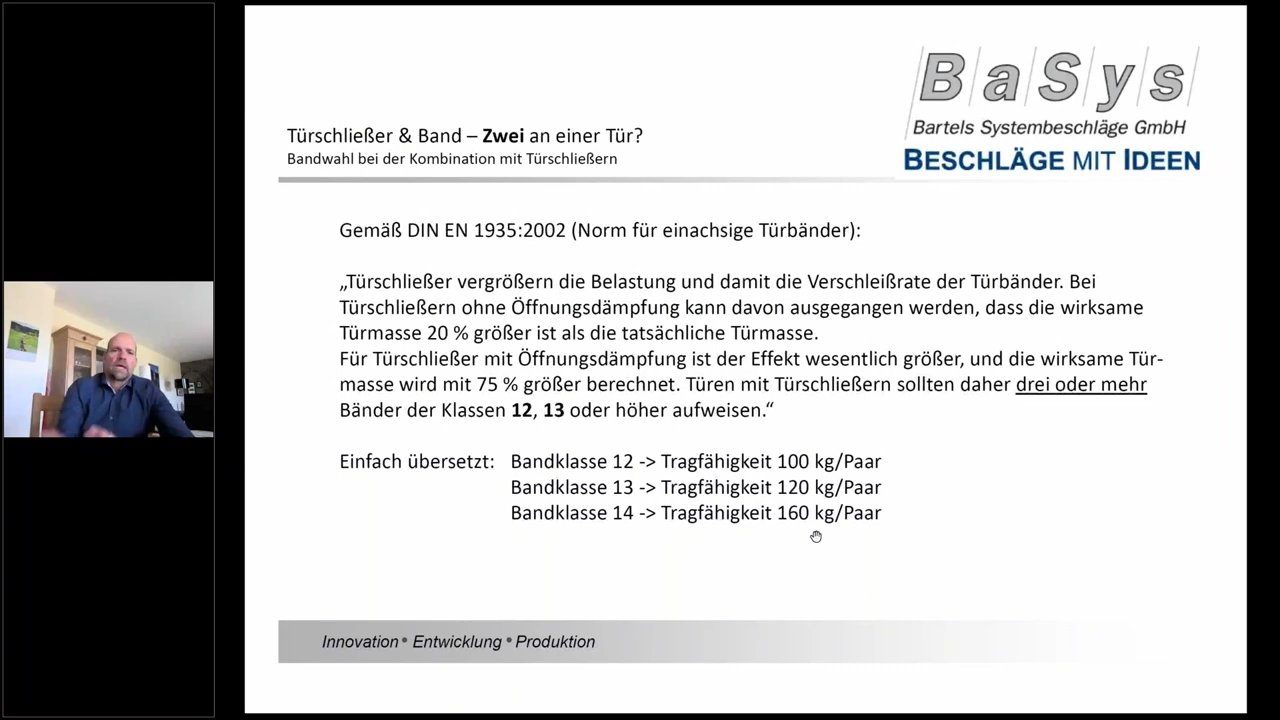 BaSys
Bartels Systembeschläge GmbH
BESCHLÄGE MIT IDEEN
Türschließer & Band – Zwei an einer Tür?
Bandwahl bei der Kombination mit Türschließern
Gemäß DIN EN 1935:2002 (Norm für einachsige Türbänder):
„Türschließer vergrößern die Belastung und damit die Verschleißrate der Türbänder. Bei
Türschließern ohne Öffnungsdämpfung kann davon ausgegangen werden, dass die wirksame
Türmasse 20 % größer ist als die tatsächliche Türmasse.
Für Türschließer mit Öffnungsdämpfung ist der Effekt wesentlich größer, und die wirksame Tür-
masse wird mit 75 % größer berechnet. Türen mit Türschließern sollten daher drei oder mehr
Bänder der Klassen 12, 13 oder höher aufweisen.“
Einfach übersetzt: Bandklasse 12 -> Tragfähigkeit 100 kg/Paar
Bandklasse 13 -> Tragfähigkeit 120 kg/Paar
Bandklasse 14 -> Tragfähigkeit 160 kg/Paar
Innovation • Entwicklung • Produktion